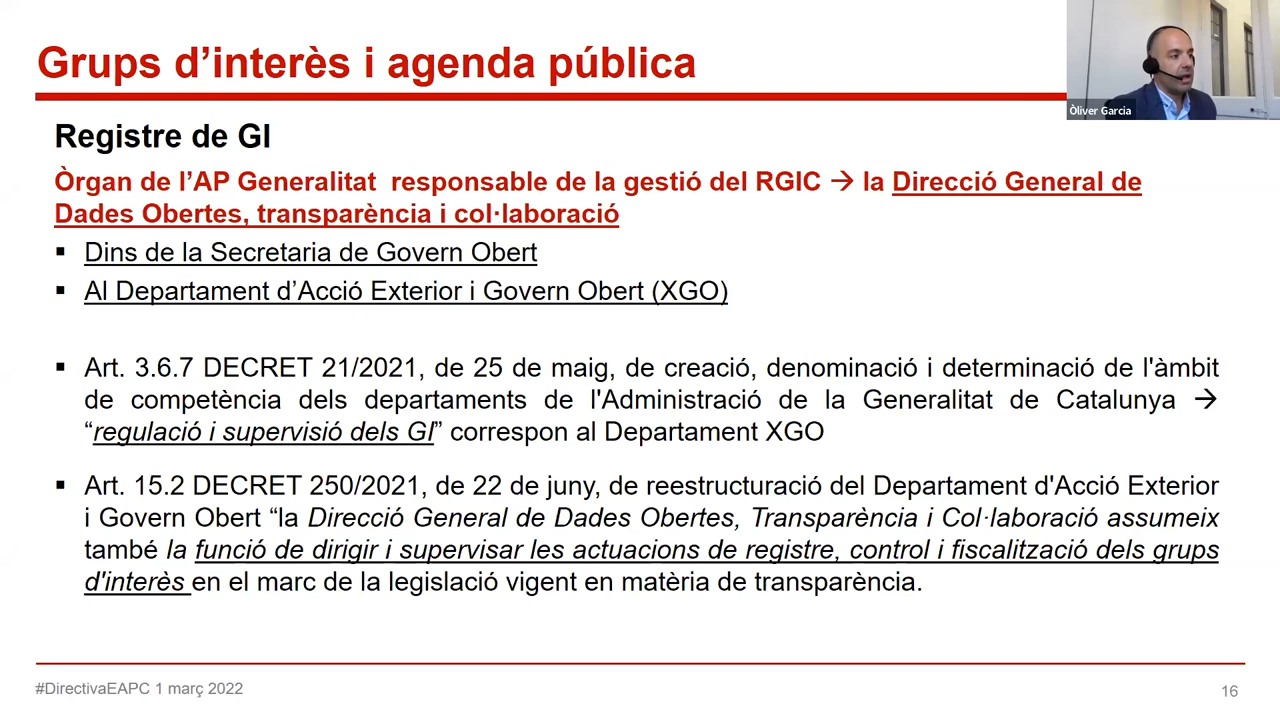 Grups d’interès i agenda pública
Òliver Garcia
Registre de GI
Òrgan de l’AP Generalitat responsable de la gestió del RGIC → la Direcció General de
Dades Obertes, transparència i col·laboració
▪ Dins de la Secretaria de Govern Obert
▪ Al Departament d’Acció Exterior i Govern Obert (XGO)
▪ Art. 3.6.7 DECRET 21/2021, de 25 de maig, de creació, denominació i determinació de l'àmbit
de competència dels departaments de l'Administració de la Generalitat de Catalunya →
“regulació i supervisió dels GI” correspon al Departament XGO
▪ Art. 15.2 DECRET 250/2021, de 22 de juny, de reestructuració del Departament d'Acció Exterior
i Govern Obert “la Direcció General de Dades Obertes, Transparència i Col·laboració assumeix
també la funció de dirigir i supervisar les actuacions de registre, control i fiscalització dels grups
d'interès en el marc de la legislació vigent en matèria de transparència.
#DirectivaEAPC 1 març 2022
16